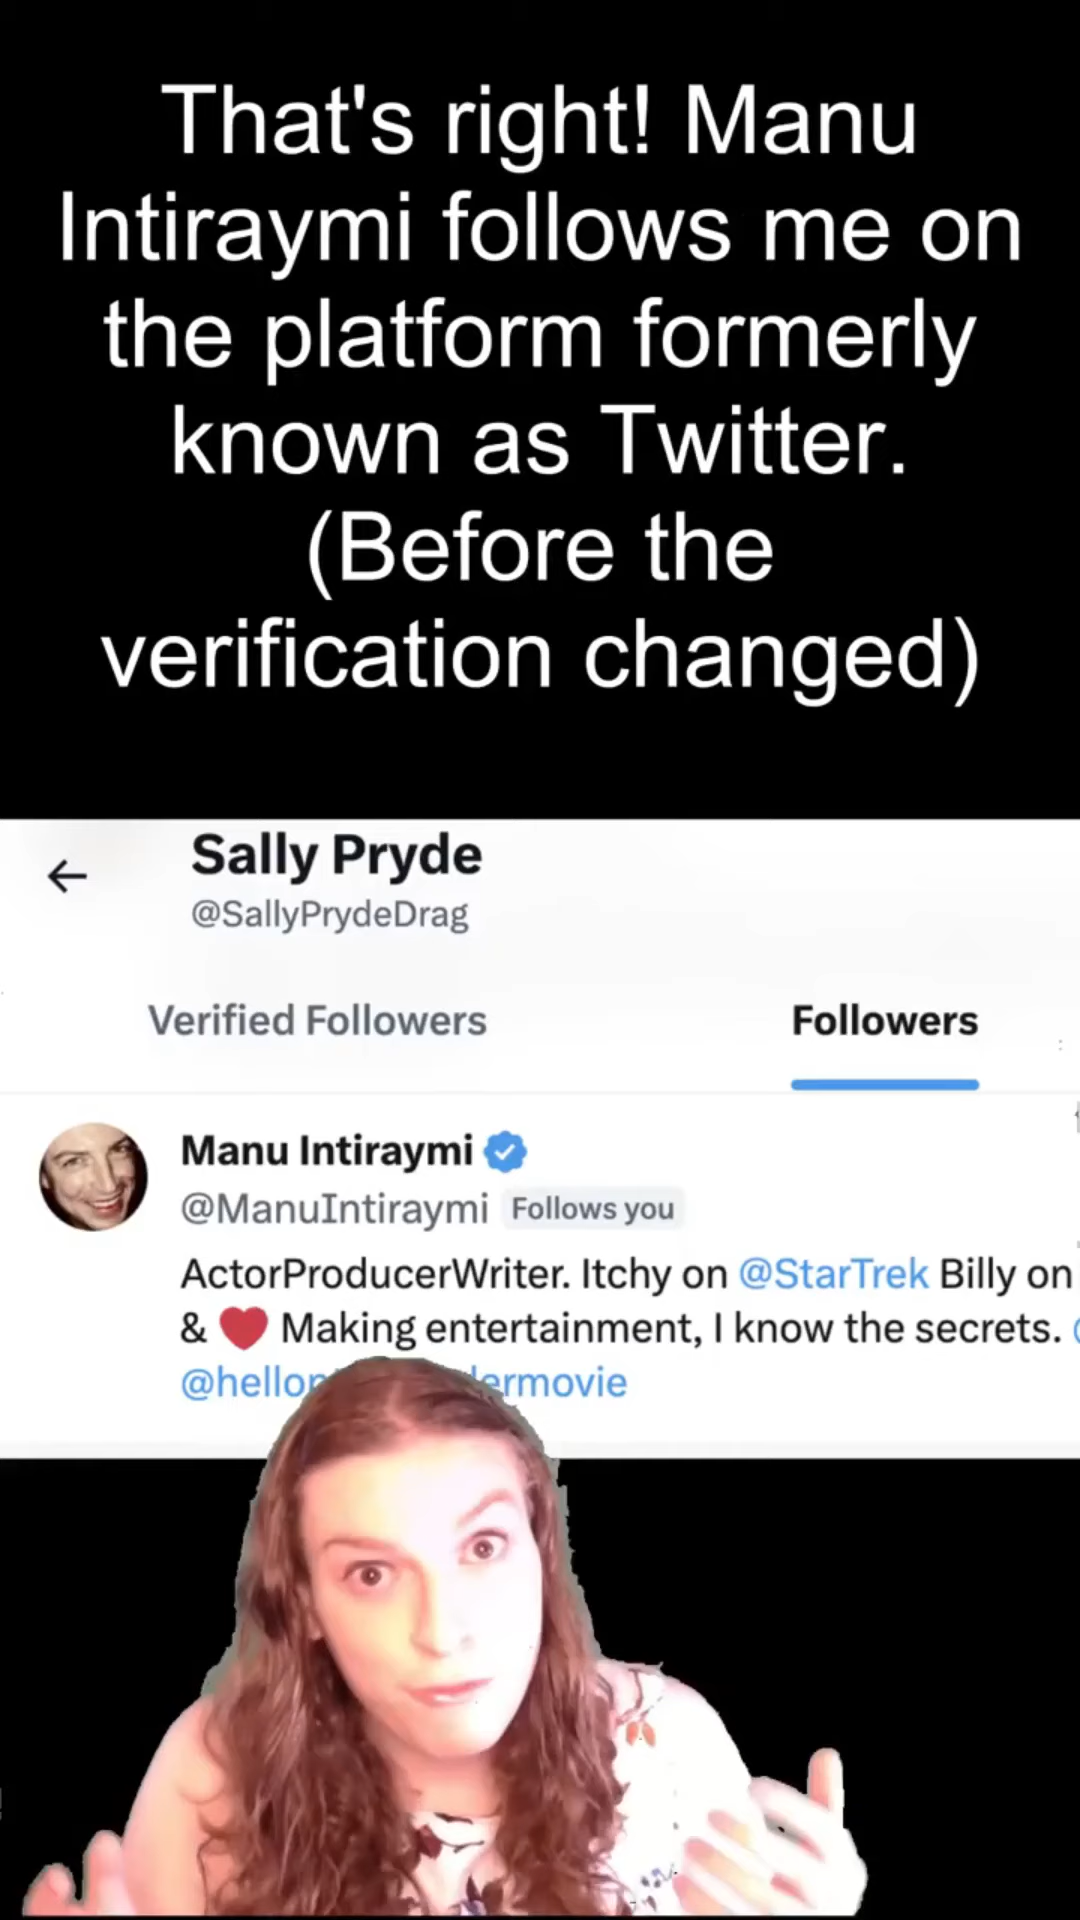 That's right! Manu
Intiraymi follows me on
the platform formerly
known as Twitter.
(Before the
verification changed)
Sally Pryde
@SallyPrydeDrag
Verified Followers
Followers
Manu Intiraymi
@ManuIntiraymi Follows you
ActorProducerWriter. Itchy on @StarTrek Billy on
& ❤️ Making entertainment, I know the secrets.